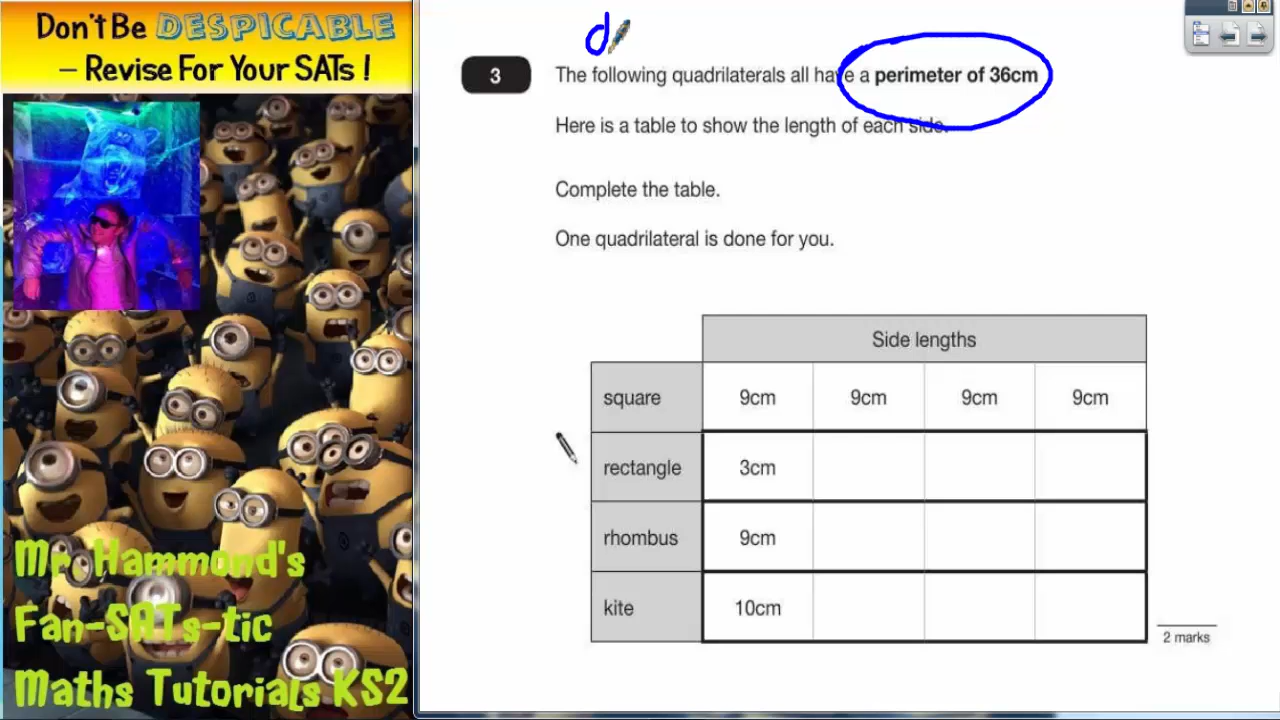 Don't Be DESPICABLE
– Revise For Your SATs !
Mr Hammond's
Fan-SATs-tic
Maths Tutorials KS2
d
3 The following quadrilaterals all have a perimeter of 36cm
Here is a table to show the length of each side.
Complete the table.
One quadrilateral is done for you.
Side lengths
square 9cm 9cm 9cm 9cm
rectangle 3cm
rhombus 9cm
kite 10cm
2 marks